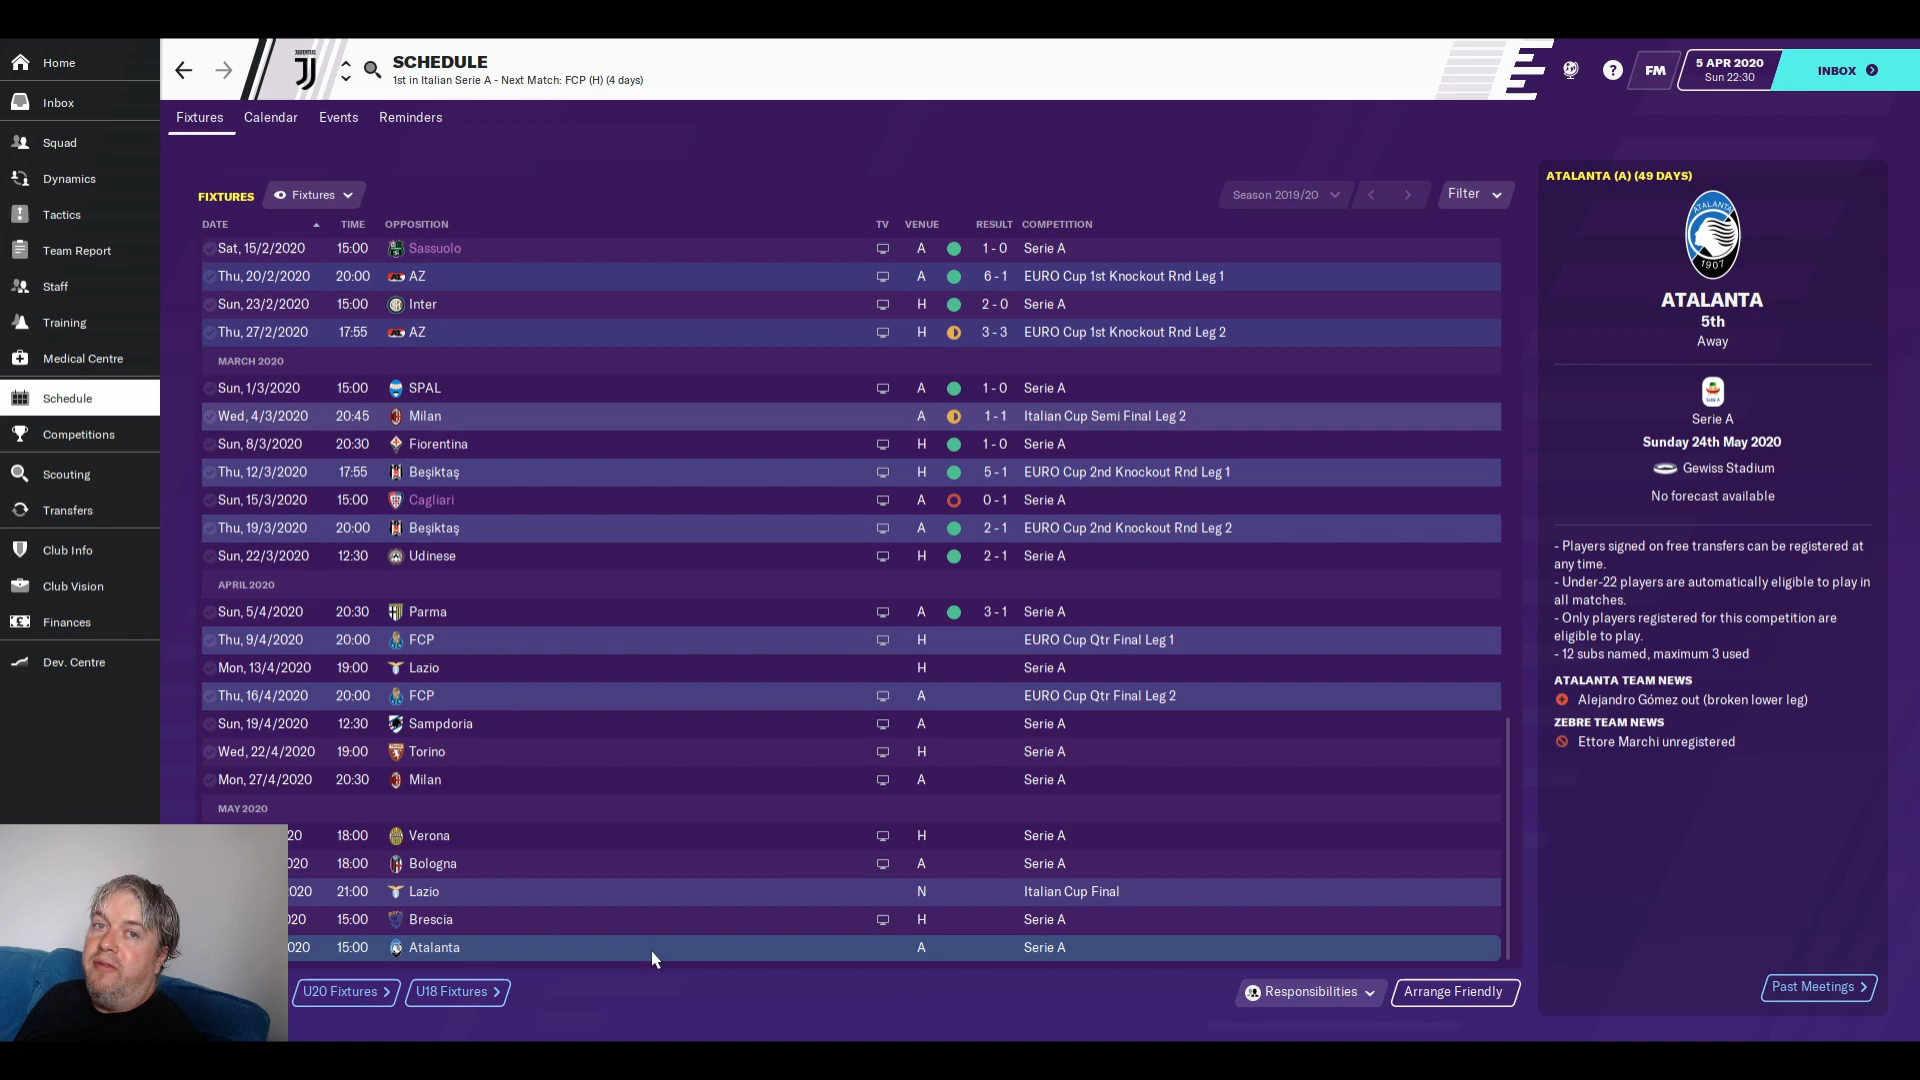 Home
Inbox
Squad
Dynamics
Tactics
Team Report
Staff
Training
Medical Centre
Schedule
Competitions
Scouting
Transfers
Club Info
Club Vision
Finances
Dev. Centre
JUVENTUS
SCHEDULE
1st in Italian Serie A - Next Match: FCP (H) (4 days)
?
FM
5 APR 2020
Sun 22:30
INBOX
Fixtures Calendar Events Reminders
FIXTURES Fixtures Season 2019/20 Filter
DATE TIME OPPOSITION TV VENUE RESULT COMPETITION
Sat, 15/2/2020 15:00 Sassuolo A 1 - 0 Serie A
Thu, 20/2/2020 20:00 AZ A 6 - 1 EURO Cup 1st Knockout Rnd Leg 1
Sun, 23/2/2020 15:00 Inter H 2 - 0 Serie A
Thu, 27/2/2020 17:55 AZ H 3 - 3 EURO Cup 1st Knockout Rnd Leg 2
MARCH 2020
Sun, 1/3/2020 15:00 SPAL A 1 - 0 Serie A
Wed, 4/3/2020 20:45 Milan A 1 - 1 Italian Cup Semi Final Leg 2
Sun, 8/3/2020 20:30 Fiorentina H 1 - 0 Serie A
Thu, 12/3/2020 17:55 Beşiktaş H 5 - 1 EURO Cup 2nd Knockout Rnd Leg 1
Sun, 15/3/2020 15:00 Cagliari A 0 - 1 Serie A
Thu, 19/3/2020 20:00 Beşiktaş A 2 - 1 EURO Cup 2nd Knockout Rnd Leg 2
Sun, 22/3/2020 12:30 Udinese H 2 - 1 Serie A
APRIL 2020
Sun, 5/4/2020 20:30 Parma A 3 - 1 Serie A
Thu, 9/4/2020 20:00 FCP H EURO Cup Qtr Final Leg 1
Mon, 13/4/2020 19:00 Lazio H Serie A
Thu, 16/4/2020 20:00 FCP A EURO Cup Qtr Final Leg 2
Sun, 19/4/2020 12:30 Sampdoria A Serie A
Wed, 22/4/2020 19:00 Torino H Serie A
Mon, 27/4/2020 20:30 Milan A Serie A
MAY 2020
20 18:00 Verona H Serie A
020 18:00 Bologna A Serie A
020 21:00 Lazio N Italian Cup Final
020 15:00 Brescia H Serie A
020 15:00 Atalanta A Serie A
U20 Fixtures U18 Fixtures Responsibilities Arrange Friendly
ATALANTA (A) (49 DAYS)
ATALANTA
1907
ATALANTA
5th
Away
SERIE A
Serie A
Sunday 24th May 2020
Gewiss Stadium
No forecast available
- Players signed on free transfers can be registered at
any time.
- Under-22 players are automatically eligible to play in
all matches.
- Only players registered for this competition are
eligible to play.
- 12 subs named, maximum 3 used
ATALANTA TEAM NEWS
Alejandro Gómez out (broken lower leg)
ZEBRE TEAM NEWS
Ettore Marchi unregistered
Past Meetings